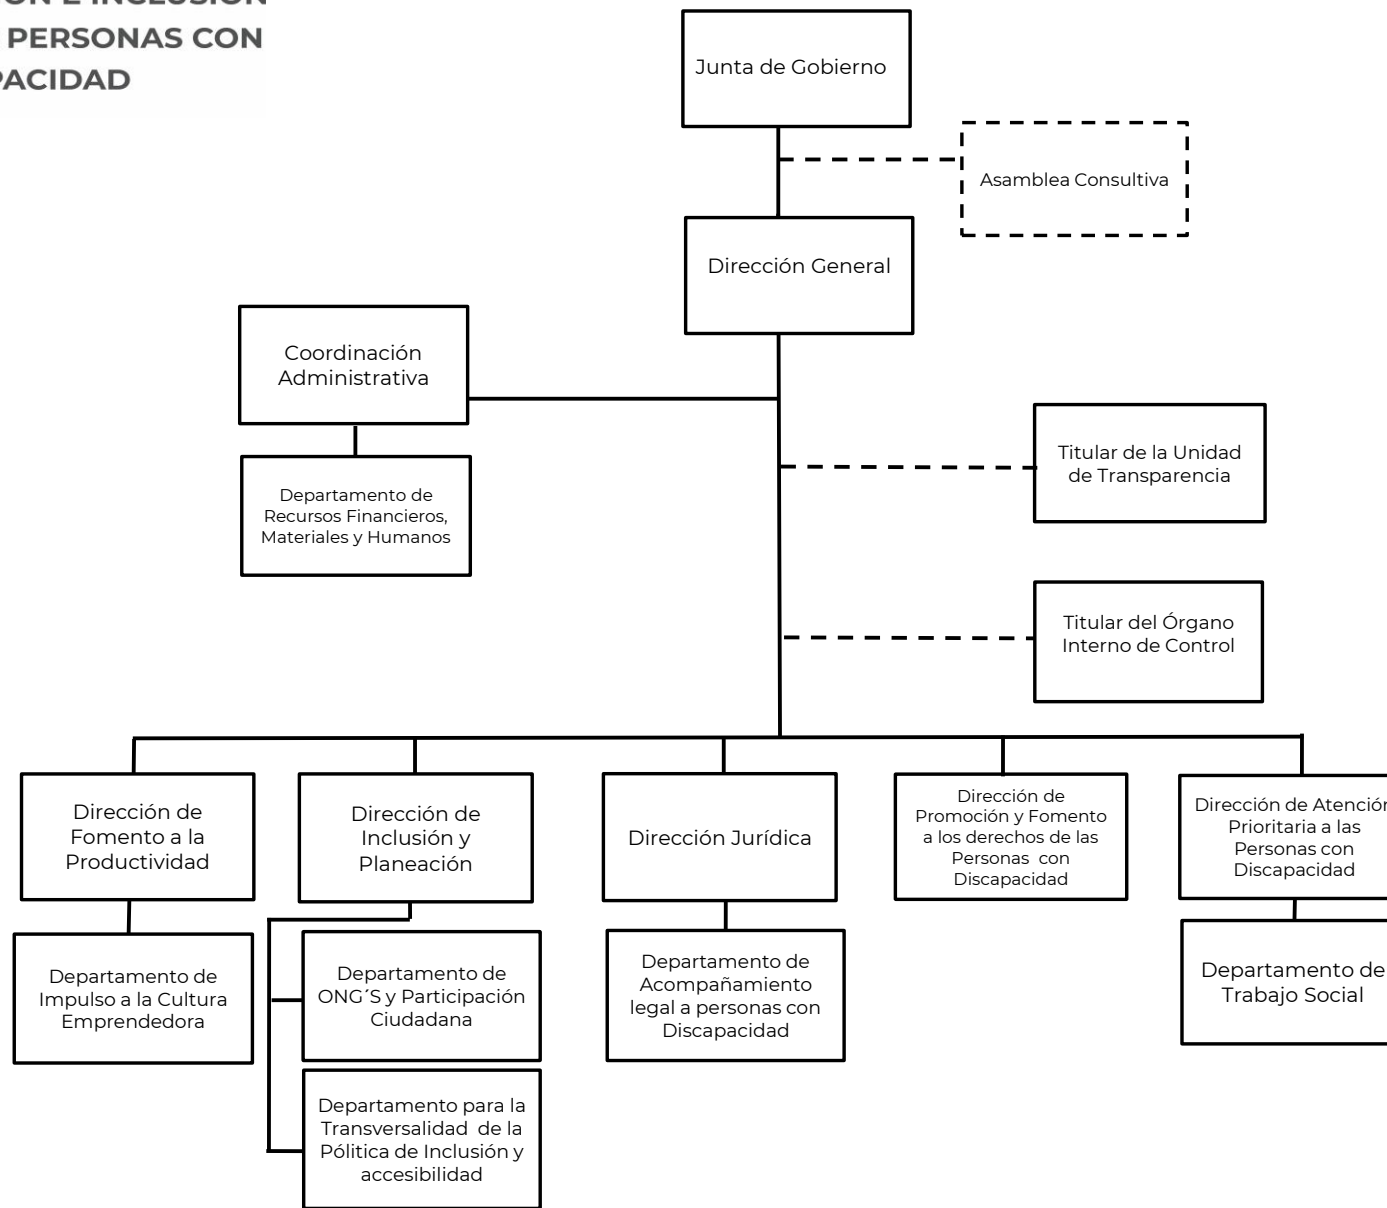 PERSONAS CON
Junta de Gobierno
Asamblea Consultiva
Dirección General
Coordinación
Administrativa
Departamento de
Recursos Financieros,
Materiales y Humanos
Titular de la Unidad
de Transparencia
Titular del Órgano
Interno de Control
Dirección de
Fomento a la
Productividad
Dirección de
Inclusión y
Planeación
Dirección Jurídica
Dirección de
Promoción y Fomento
a los derechos de las
Personas con
Discapacidad
Dirección de Atención
Prioritaria a las
Personas con
Discapacidad
Departamento de
Impulso a la Cultura
Emprendedora
Departamento de
ONG´S y Participación
Ciudadana
Departamento para la
Transversalidad de la
Pólitica de Inclusión y
accesibilidad
Departamento de
Acompañamiento
legal a personas con
Discapacidad
Departamento de
Trabajo Social